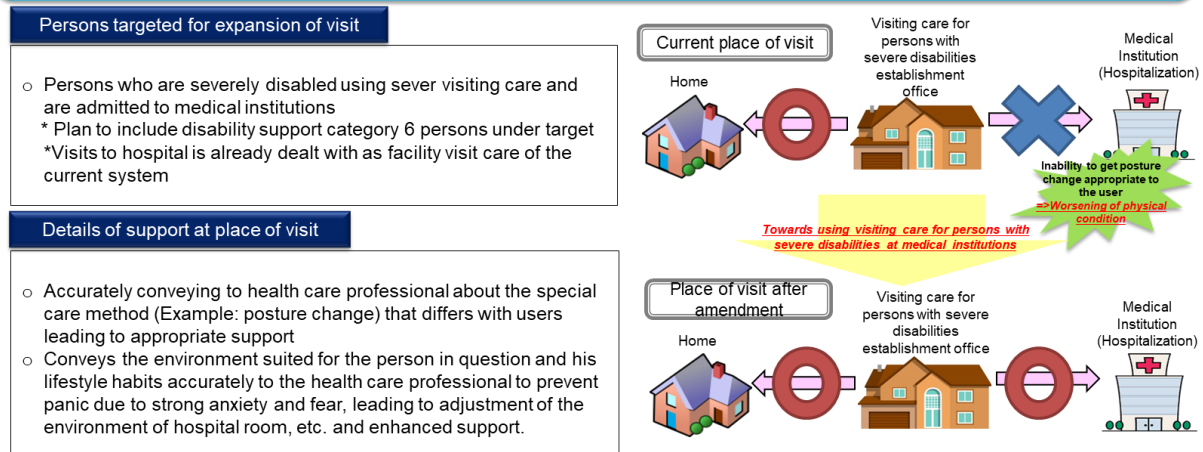 Persons targeted for expansion of visit
o Persons who are severely disabled using sever visiting care and
are admitted to medical institutions
* Plan to include disability support category 6 persons under target
*Visits to hospital is already dealt with as facility visit care of the
current system
Details of support at place of visit
o Accurately conveying to health care professional about the special
care method (Example: posture change) that differs with users
leading to appropriate support
o Conveys the environment suited for the person in question and his
lifestyle habits accurately to the health care professional to prevent
panic due to strong anxiety and fear, leading to adjustment of the
environment of hospital room, etc. and enhanced support.
Current place of visit
Home
Visiting care for
persons with
severe disabilities
establishment
office
Medical
Institution
(Hospitalization)
Inability to get posture
change appropriate to
the user
=>Worsening of physical
condition
Towards using visiting care for persons with
severe disabilities at medical institutions
Place of visit after
amendment
Home
Visiting care for
persons with severe
disabilities
establishment office
Medical
Institution
(Hospitalization)